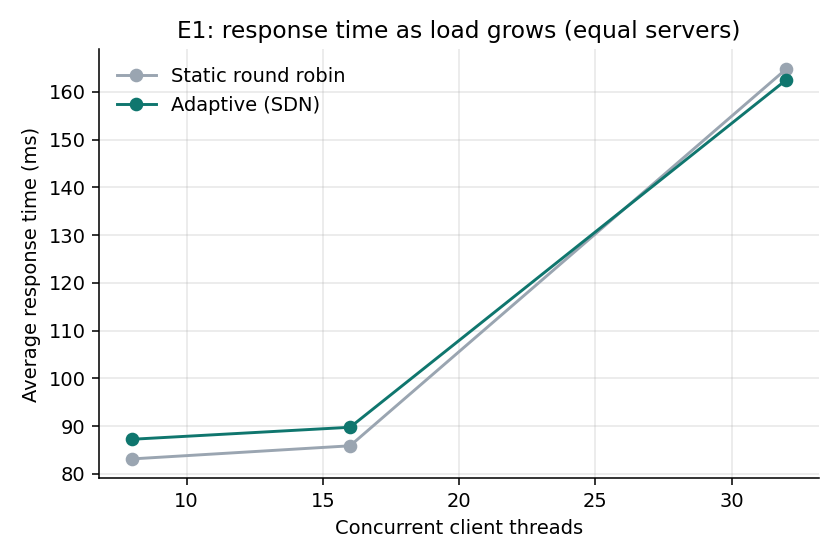 E1: response time as load grows (equal servers)
Static round robin
Adaptive (SDN)
Average response time (ms)
160
150
140
130
120
110
100
90
80
10 15 20 25 30
Concurrent client threads